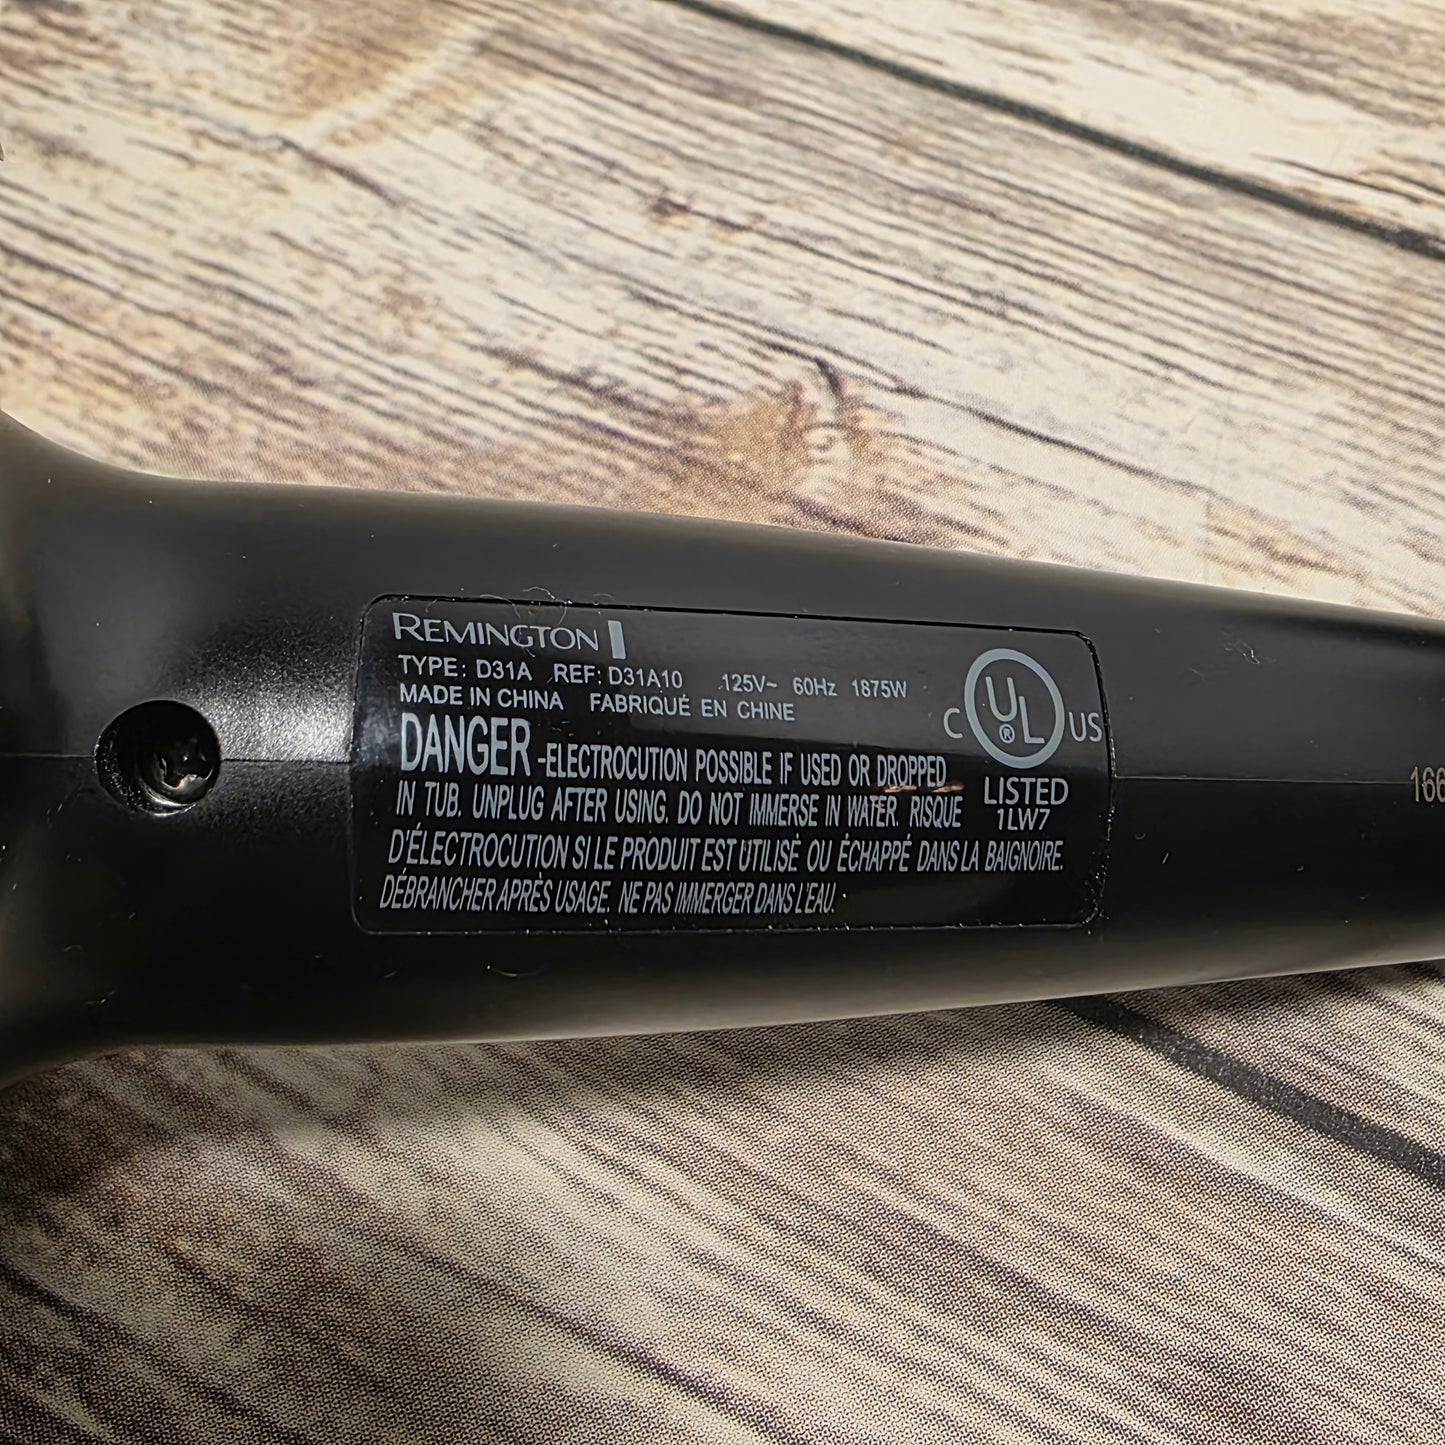 REMINGTON
TYPE: D31A REF: D31A10 125V~ 60Hz 1875W
MADE IN CHINA FABRIQUÉ EN CHINE
DANGER -ELECTROCUTION POSSIBLE IF USED OR DROPPED
IN TUB. UNPLUG AFTER USING. DO NOT IMMERSE IN WATER. RISQUE
D'ÉLECTROCUTION SI LE PRODUIT EST UTILISÉ OU ÉCHAPPÉ DANS LA BAIGNOIRE.
DÉBRANCHER APRÈS USAGE. NE PAS IMMERGER DANS L'EAU.
C UL® US
LISTED
1LW7
166